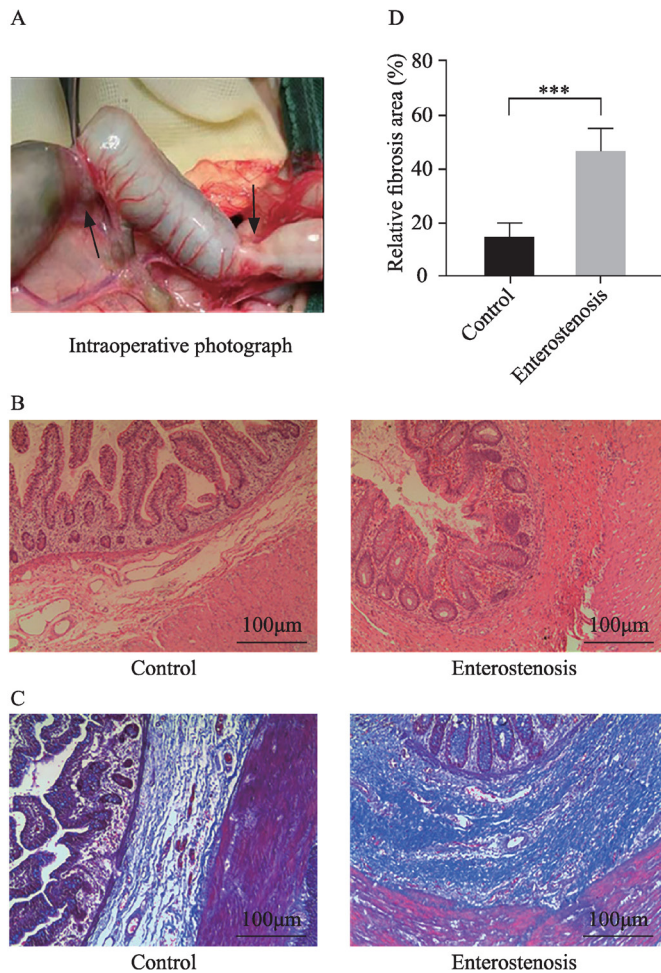 A
Intraoperative photograph
D
Relative fibrosis area (%)
80
60
40
20
0
***
Control
Enterostenosis
B
100μm
100μm
Control
Enterostenosis
C
100μm
100μm
Control
Enterostenosis